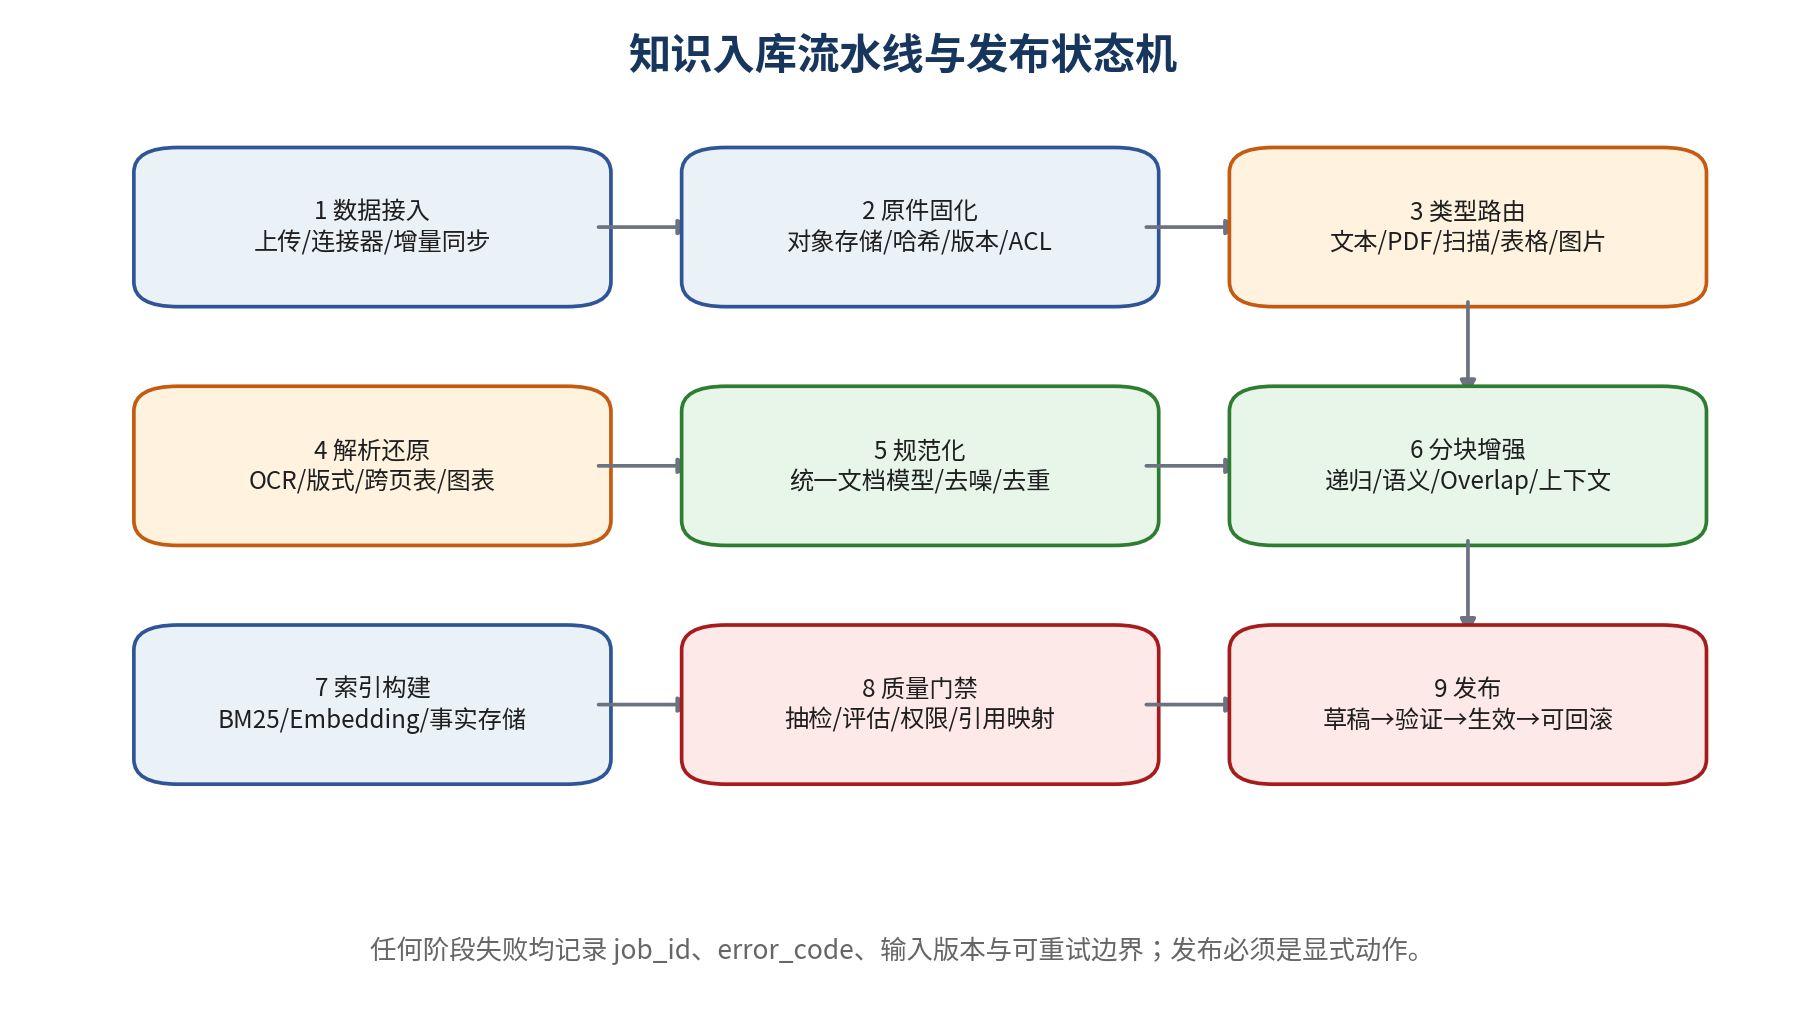 知识入库流水线与发布状态机
1 数据接入
上传/连接器/增量同步
2 原件固化
对象存储/哈希/版本/ACL
3 类型路由
文本/PDF/扫描/表格/图片
4 解析还原
OCR/版式/跨页表/图表
5 规范化
统一文档模型/去噪/去重
6 分块增强
递归/语义/Overlap/上下文
7 索引构建
BM25/Embedding/事实存储
8 质量门禁
抽检/评估/权限/引用映射
9 发布
草稿→验证→生效→可回滚
任何阶段失败均记录 job_id、error_code、输入版本与可重试边界；发布必须是显式动作。